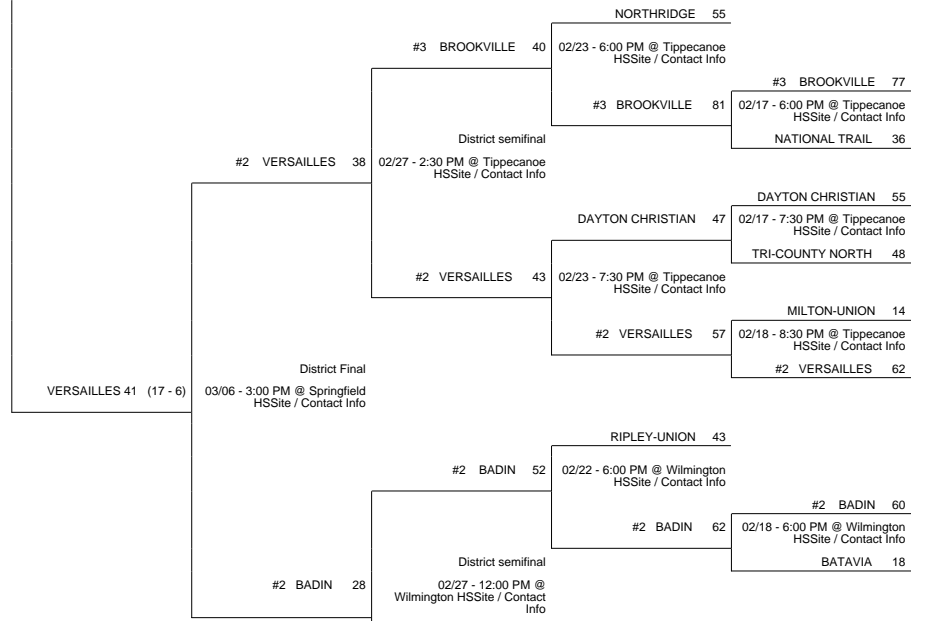 NORTHRIDGE 55
#3 BROOKVILLE 40
02/23 - 6:00 PM @ Tippecanoe
HSSite / Contact Info
#3 BROOKVILLE 77
#3 BROOKVILLE 81
02/17 - 6:00 PM @ Tippecanoe
HSSite / Contact Info
NATIONAL TRAIL 36
District semifinal
#2 VERSAILLES 38
02/27 - 2:30 PM @ Tippecanoe
HSSite / Contact Info
DAYTON CHRISTIAN 55
DAYTON CHRISTIAN 47
02/17 - 7:30 PM @ Tippecanoe
HSSite / Contact Info
TRI-COUNTY NORTH 48
#2 VERSAILLES 43
02/23 - 7:30 PM @ Tippecanoe
HSSite / Contact Info
MILTON-UNION 14
#2 VERSAILLES 57
02/18 - 8:30 PM @ Tippecanoe
HSSite / Contact Info
#2 VERSAILLES 62
District Final
VERSAILLES 41 (17 - 6)
03/06 - 3:00 PM @ Springfield
HSSite / Contact Info
RIPLEY-UNION 43
#2 BADIN 52
02/22 - 6:00 PM @ Wilmington
HSSite / Contact Info
#2 BADIN 60
#2 BADIN 62
02/18 - 6:00 PM @ Wilmington
HSSite / Contact Info
BATAVIA 18
District semifinal
#2 BADIN 28
02/27 - 12:00 PM @
Wilmington HSSite / Contact
Info